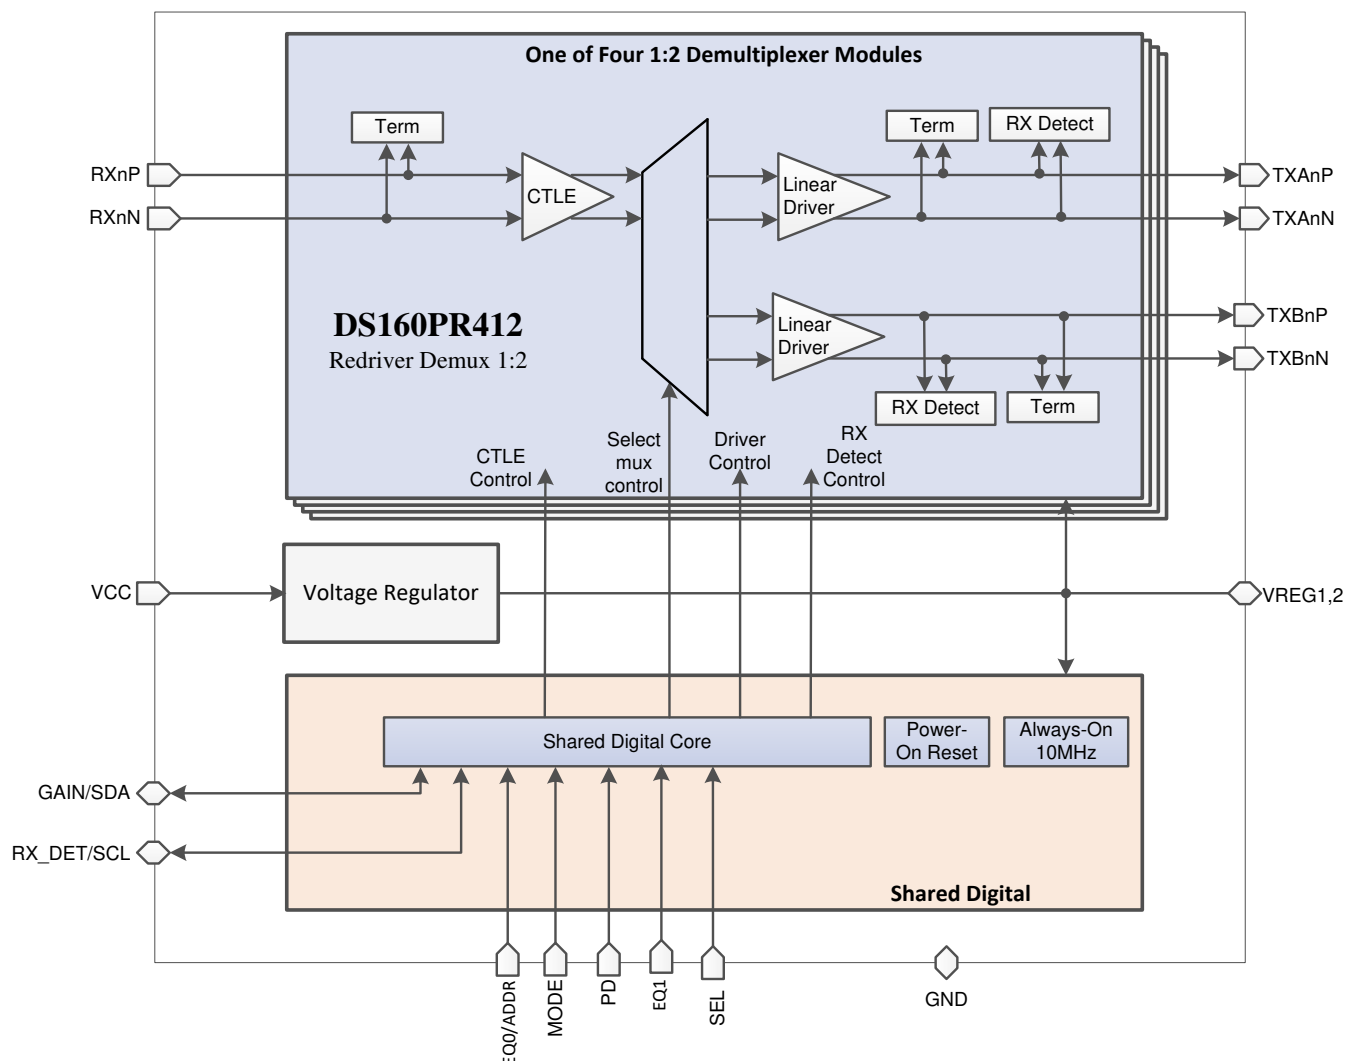 One of Four 1:2 Demultiplexer Modules
Term
Term
RX Detect
RXnP
CTLE
Linear
Driver
TXAnP
RXnN
TXAnN
DS160PR412
Redriver Demux 1:2
Linear
Driver
TXBnP
TXBnN
RX Detect
Term
CTLE
Control
Select
mux
control
Driver
Control
RX
Detect
Control
VCC
Voltage Regulator
VREG1,2
Shared Digital Core
Power-
On Reset
Always-On
10MHz
GAIN/SDA
RX_DET/SCL
Shared Digital
EQ0/ADDR
MODE
PD
EQ1
SEL
GND